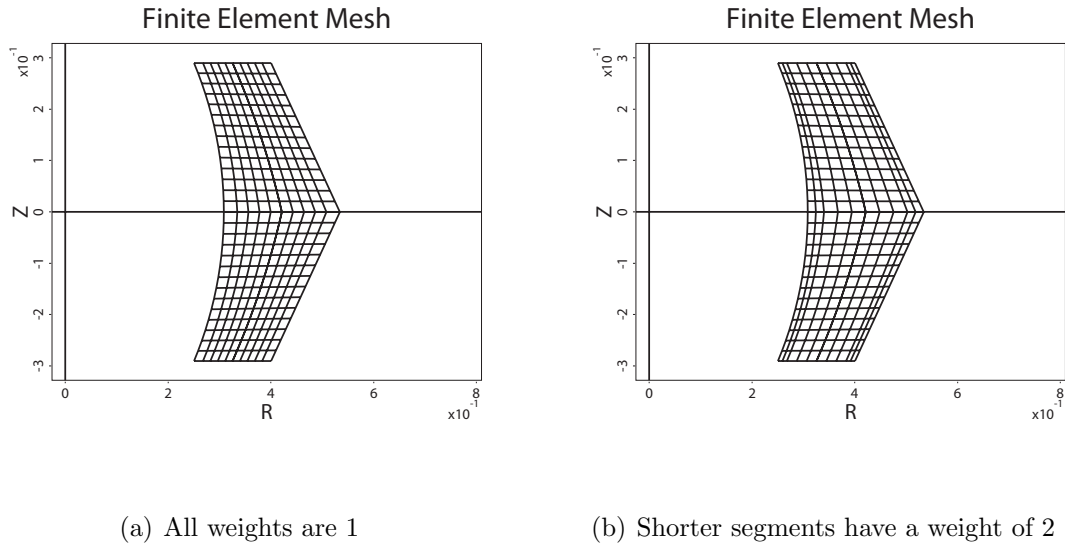 Finite Element Mesh
x10⁻¹
3
2
1
0
-1
-2
-3
Z
0
2
4
6
8
R
x10⁻¹
(a) All weights are 1
Finite Element Mesh
x10⁻¹
3
2
1
0
-1
-2
-3
Z
0
2
4
6
8
R
x10⁻¹
(b) Shorter segments have a weight of 2